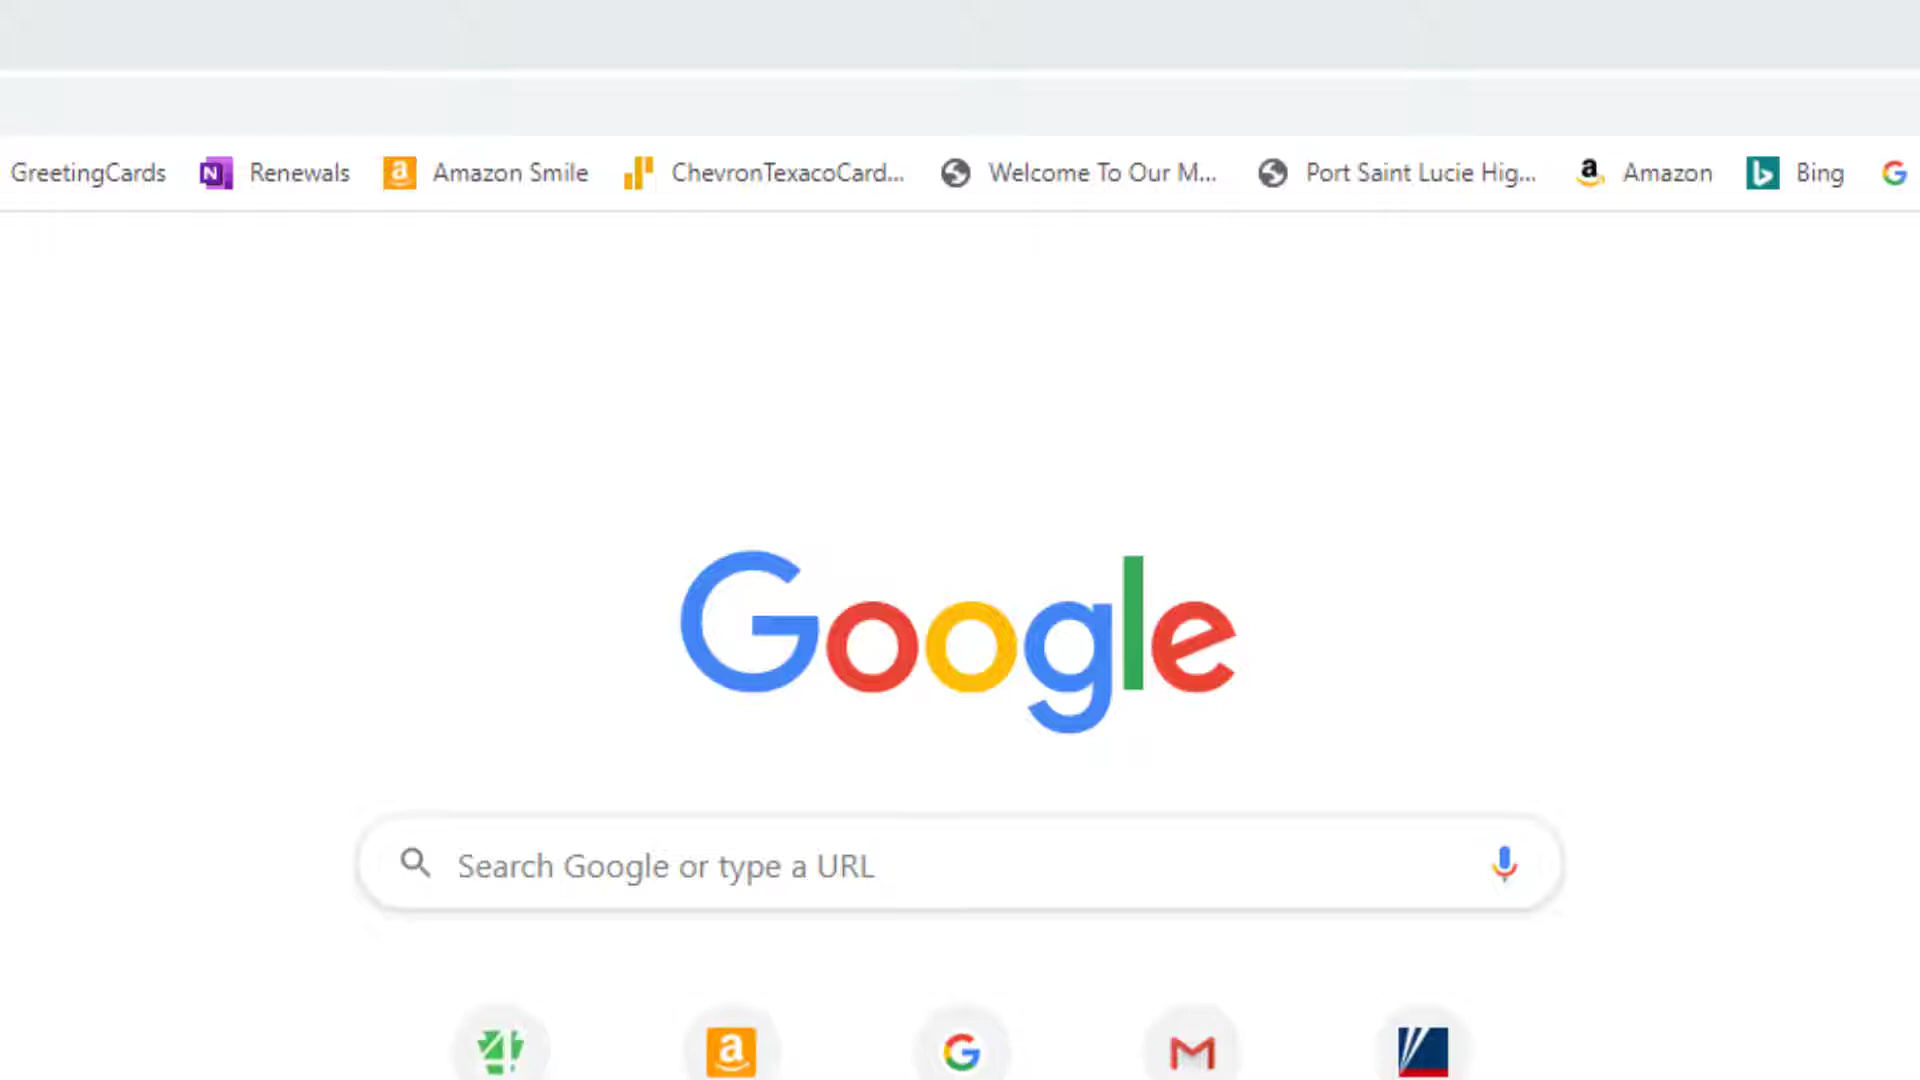 GreetingCards Renewals Amazon Smile ChevronTexacoCard... Welcome To Our M... Port Saint Lucie Hig... Amazon Bing
Google
Search Google or type a URL